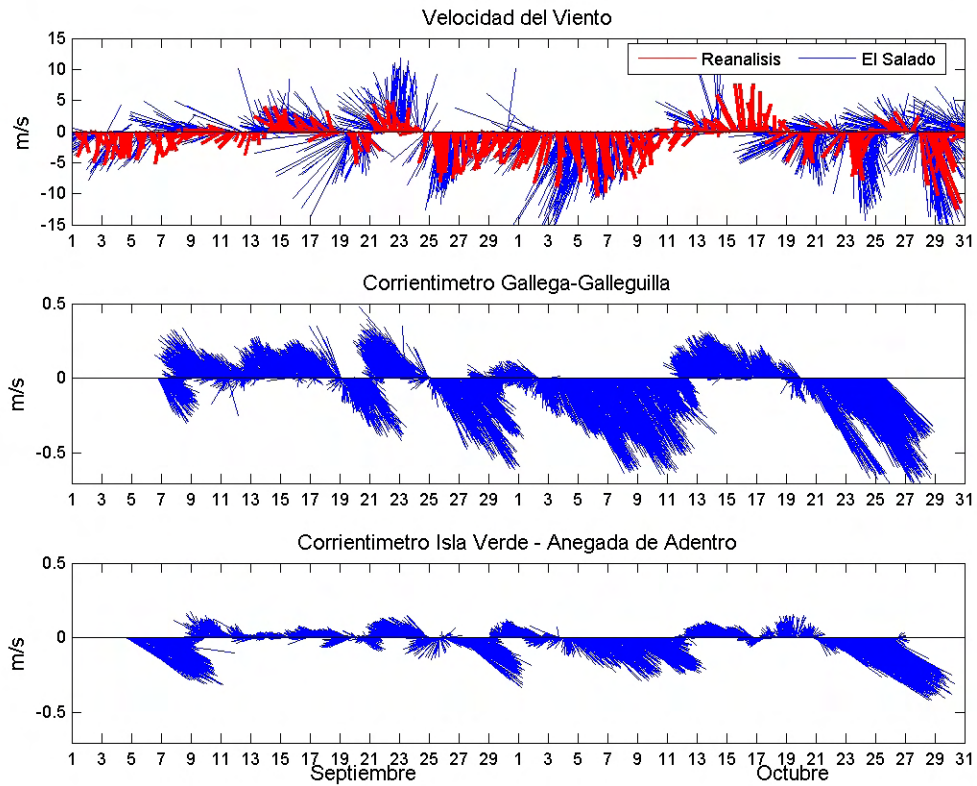 Velocidad del Viento
15
10
5
0
-5
-10
-15
m/s
Reanalisis
El Salado
1 3 5 7 9 11 13 15 17 19 21 23 25 27 29 1 3 5 7 9 11 13 15 17 19 21 23 25 27 29 31
Corrientimetro Gallega-Galleguilla
0.5
0
-0.5
m/s
1 3 5 7 9 11 13 15 17 19 21 23 25 27 29 1 3 5 7 9 11 13 15 17 19 21 23 25 27 29 31
Corrientimetro Isla Verde - Anegada de Adentro
0.5
0
-0.5
m/s
1 3 5 7 9 11 13 15 17 19 21 23 25 27 29 1 3 5 7 9 11 13 15 17 19 21 23 25 27 29 31
Septiembre Octubre